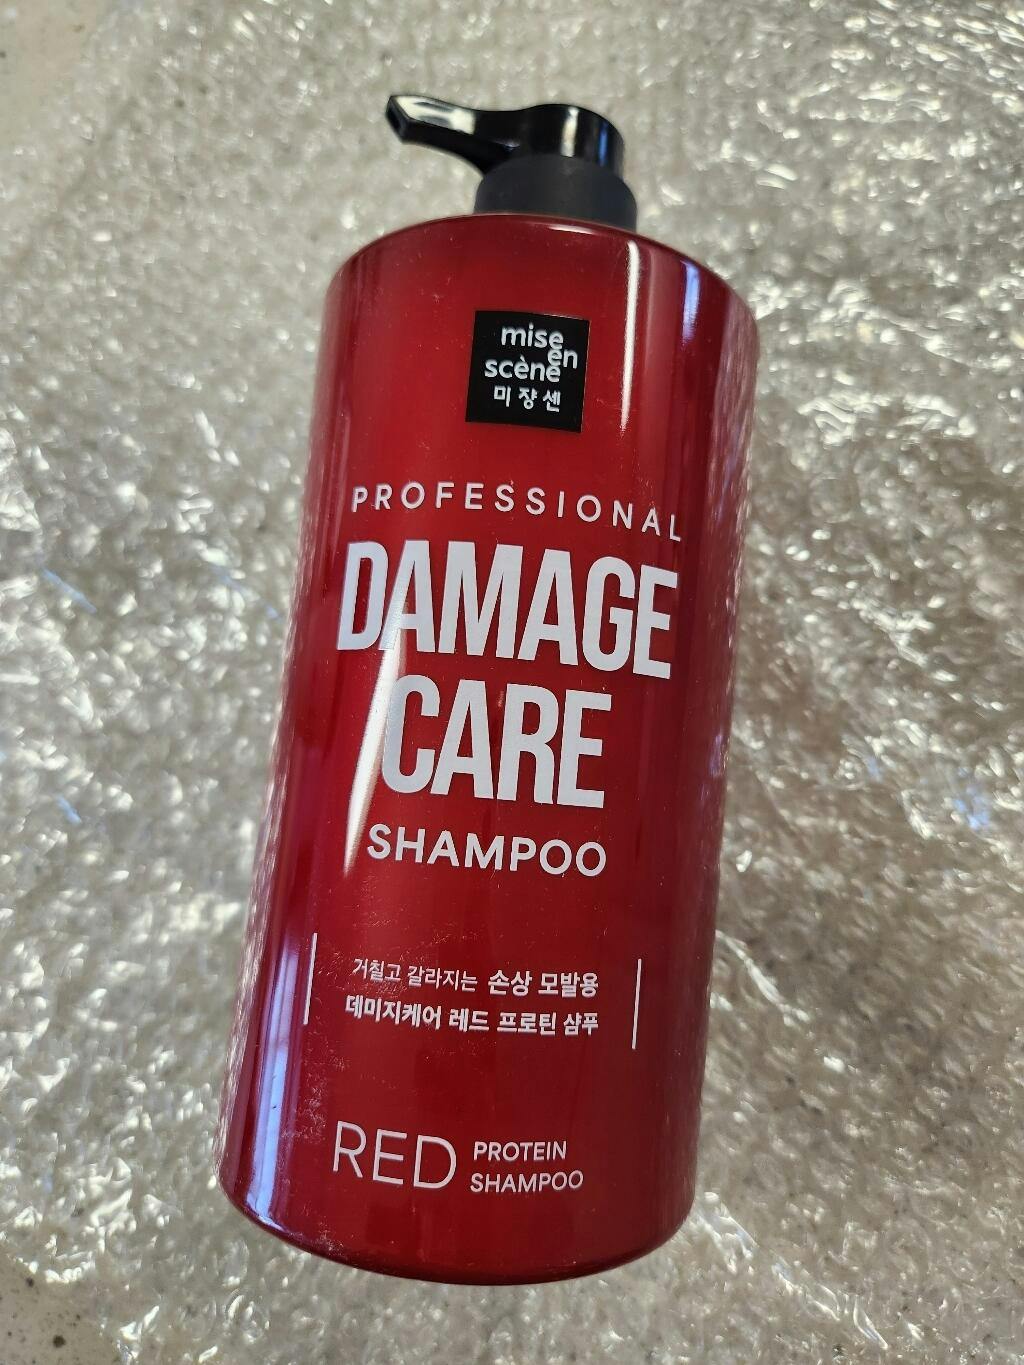 mise
en
scène
미쟝센
PROFESSIONAL
DAMAGE
CARE
SHAMPOO
거칠고 갈라지는 손상 모발용
데미지케어 레드 프로틴 샴푸
RED PROTEIN
SHAMPOO